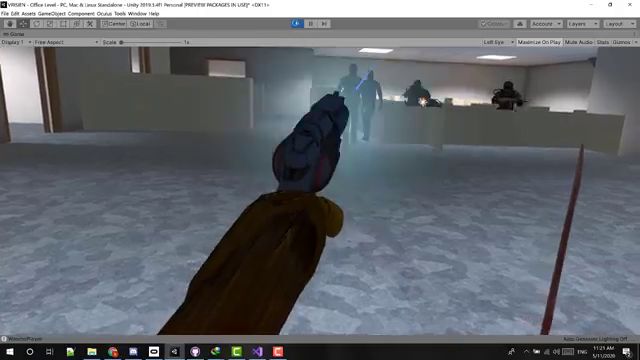 VIRSIEN - Office Level - PC, Mac & Linux Standalone - Unity 2019.3.4f1 Personal [PREVIEW PACKAGES IN USE] <DX11>
File Edit Assets GameObject Component Oculus Tools Window Help
Center Local Account Layers Layout
Game
Display 1 Free Aspect Scale 1x Left Eye Maximize On Play Mute Audio Stats Gizmos
Auto Generate Lighting Off
11:21 AM
ENG
5/11/2020